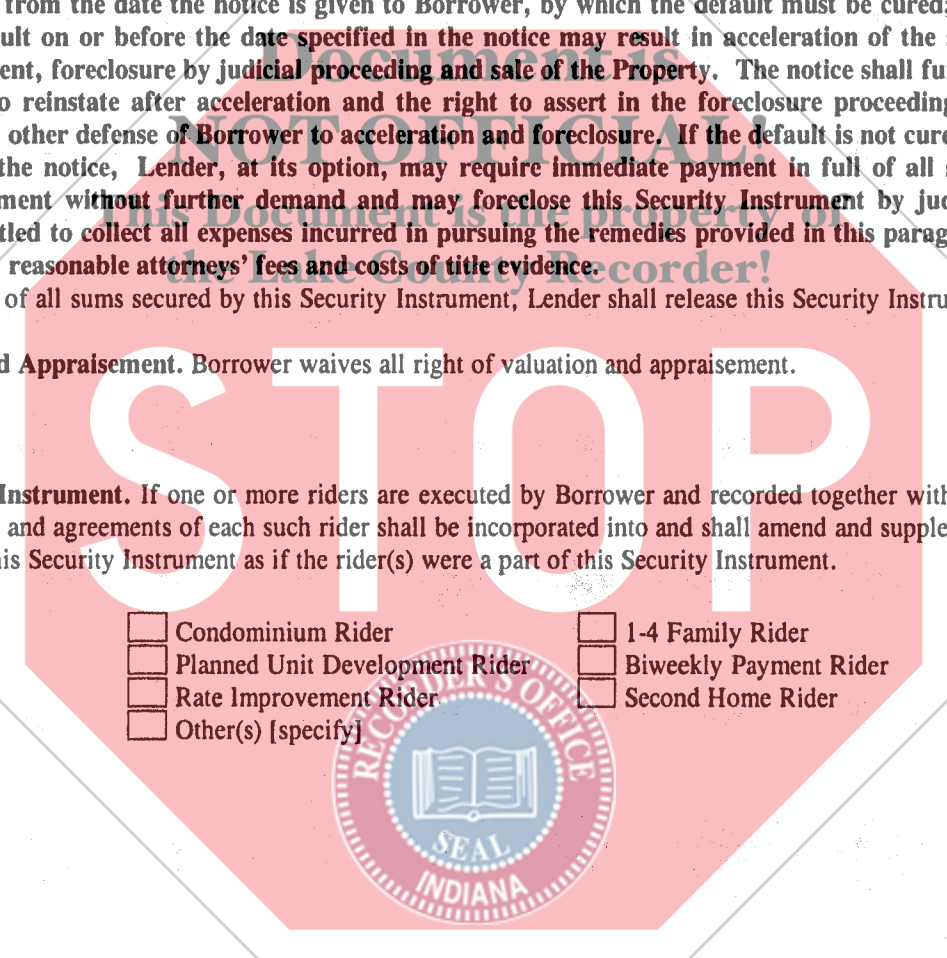 from the date the notice is given to Borrower, by which the default must be cured;
ult on or before the date specified in the notice may result in acceleration of the
Document is
ent, foreclosure by judicial proceeding and sale of the Property. The notice shall fu
o reinstate after acceleration and the right to assert in the foreclosure proceeding
NOT OFFICIAL!
other defense of Borrower to acceleration and foreclosure. If the default is not cure
the notice, Lender, at its option, may require immediate payment in full of all
ment without further demand and may foreclose this Security Instrument by jud
This Document is the property of
tled to collect all expenses incurred in pursuing the remedies provided in this parag
reasonable attorneys' fees and costs of title evidence.
the Lake County Recorder!
of all sums secured by this Security Instrument, Lender shall release this Security Instru
d Appraisement. Borrower waives all right of valuation and appraisement.
STOP
Instrument. If one or more riders are executed by Borrower and recorded together with
and agreements of each such rider shall be incorporated into and shall amend and supple
is Security Instrument as if the rider(s) were a part of this Security Instrument.
Condominium Rider 1-4 Family Rider
Planned Unit Development Rider Biweekly Payment Rider
Rate Improvement Rider Second Home Rider
Other(s) [specify]
RECORDER'S OFFICE
SEAL
INDIANA